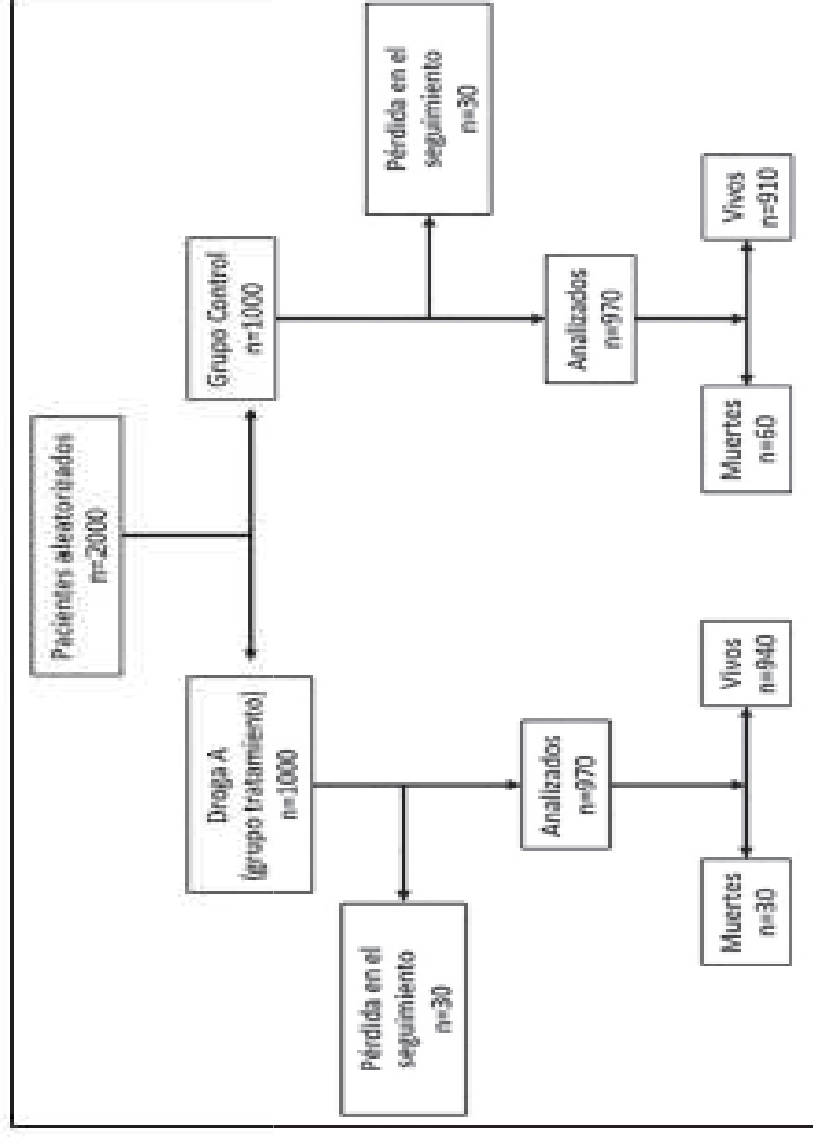 Pacientes aleatorizados
n=2000
Droga A
(grupo tratamiento)
n=1000
Grupo Control
n=1000
Pérdida en el
seguimiento
n=30
Pérdida en el
seguimiento
n=30
Analizados
n=970
Analizados
n=970
Muertes
n=30
Vivos
n=940
Muertes
n=60
Vivos
n=910